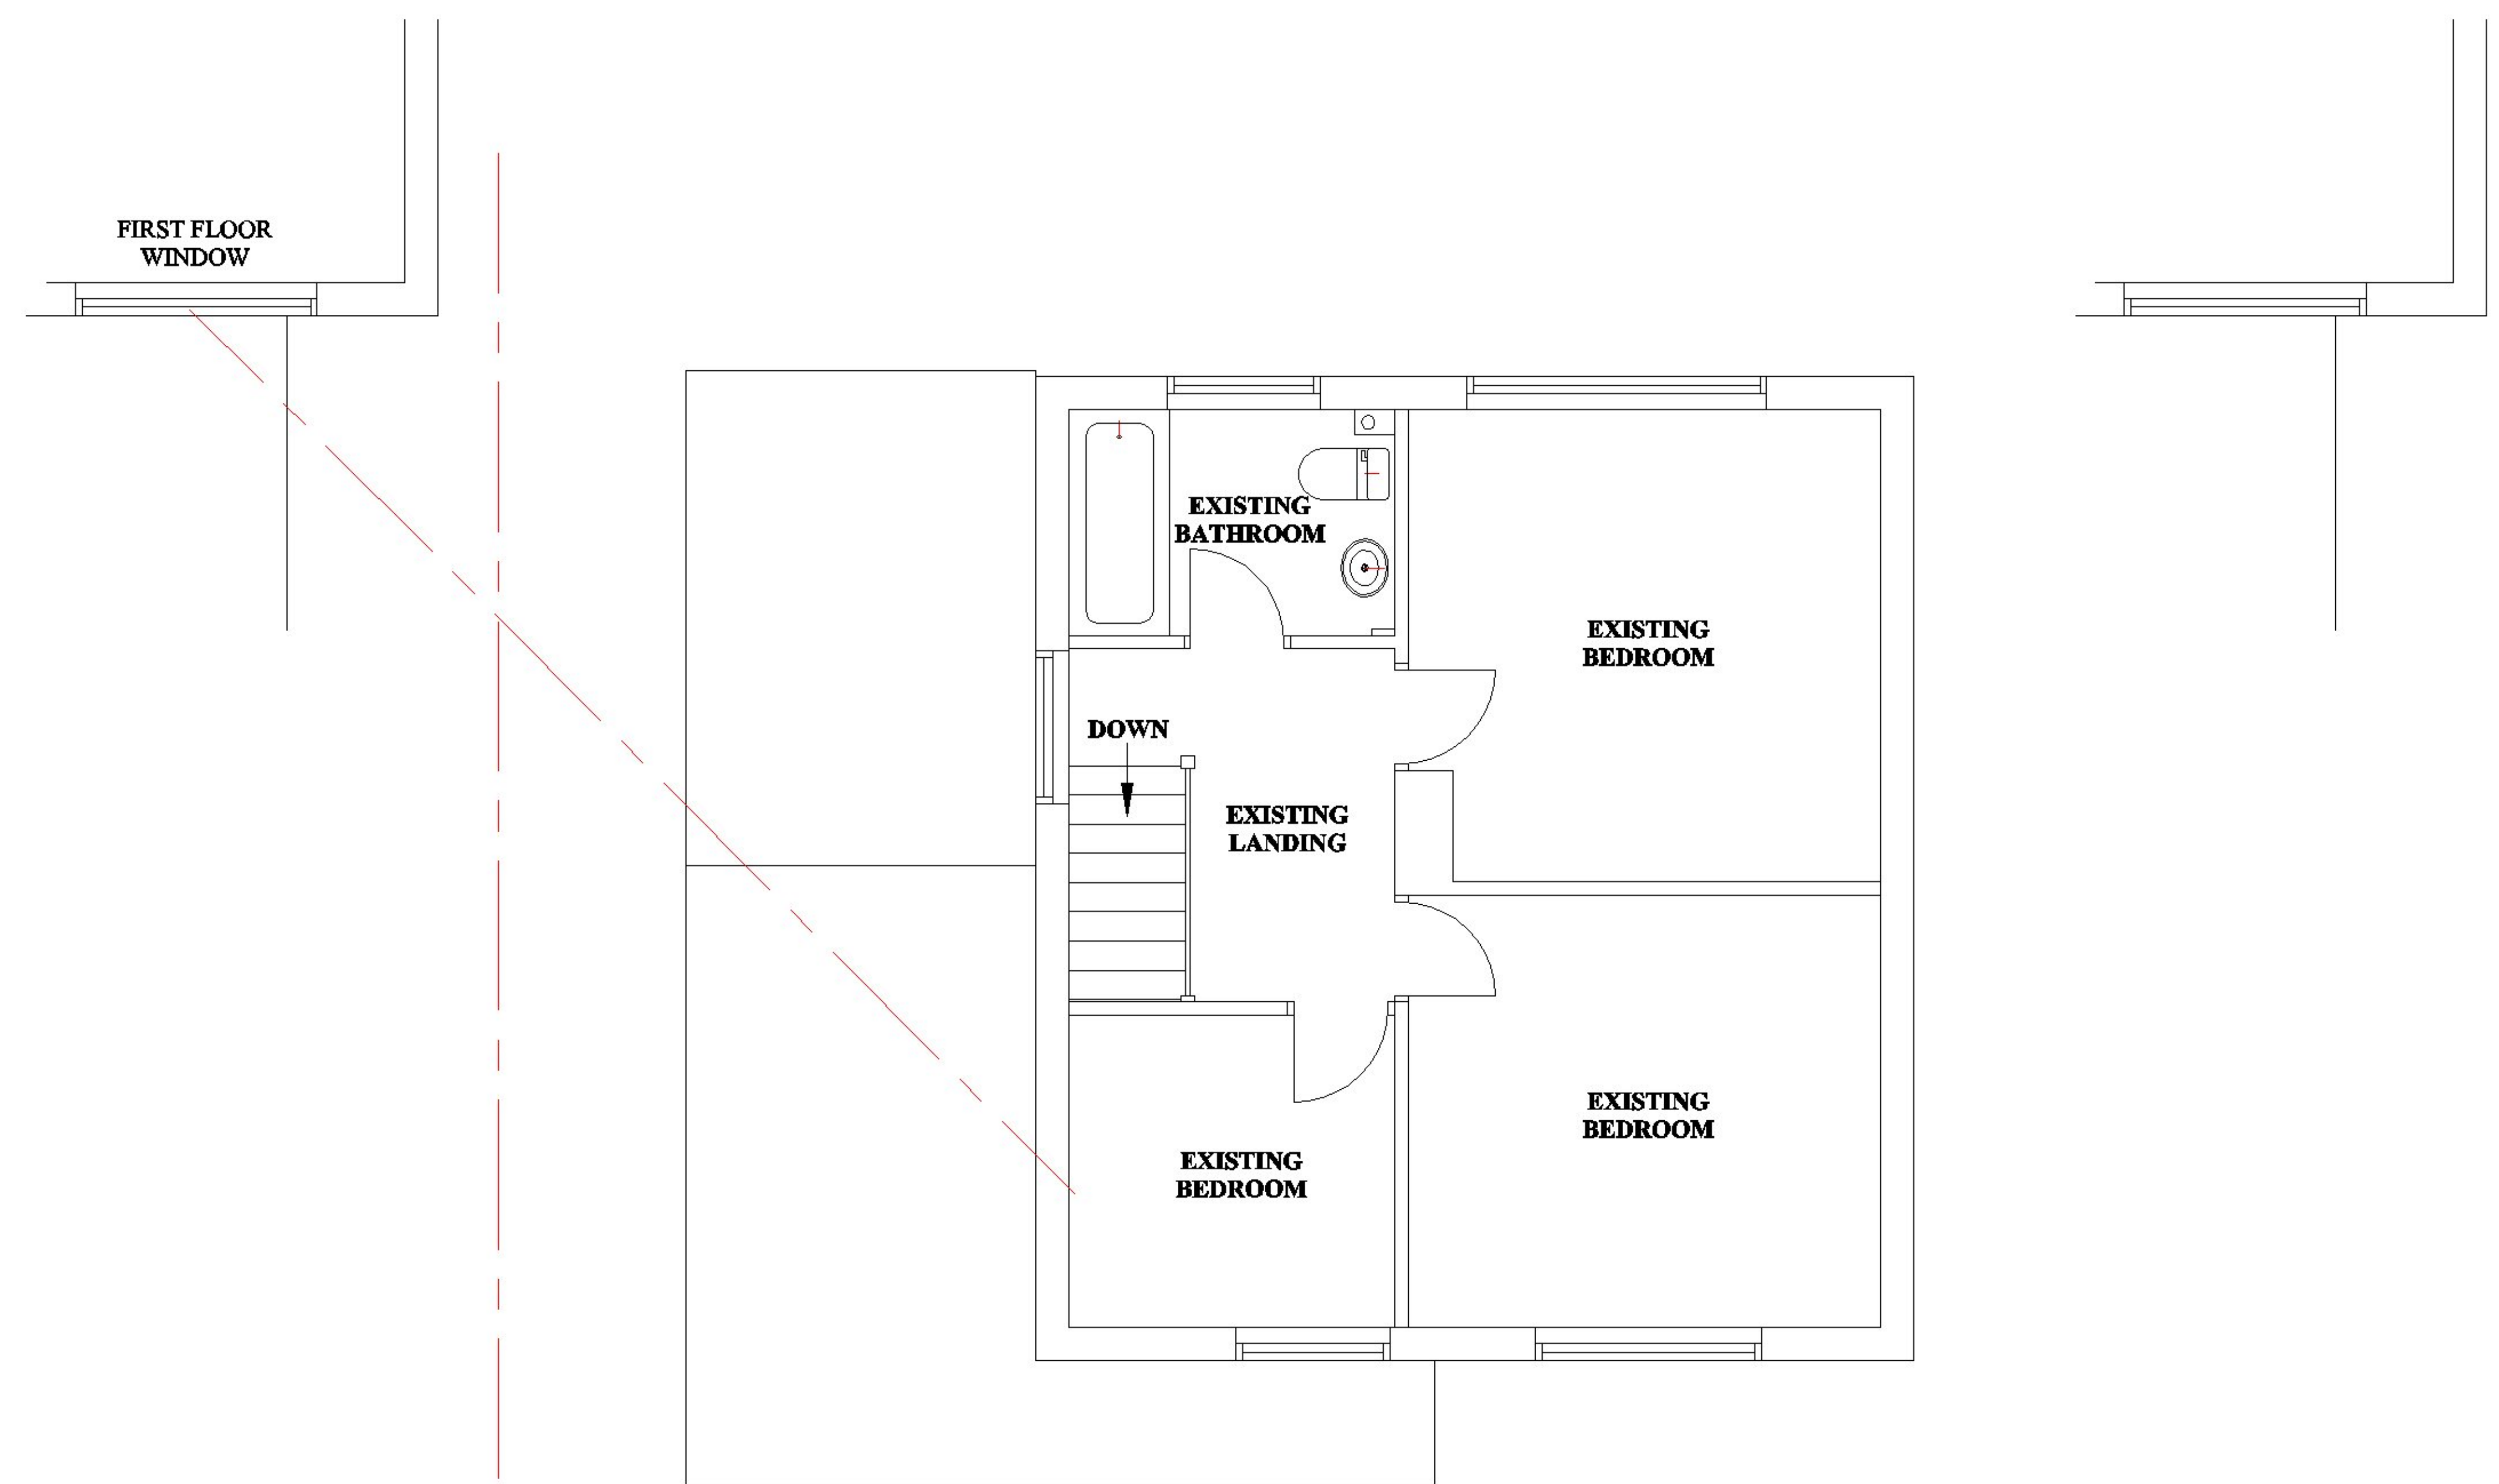 FIRST FLOOR
WINDOW
EXISTING
BATHROOM
EXISTING
BEDROOM
DOWN
EXISTING
LANDING
EXISTING
BEDROOM
EXISTING
BEDROOM